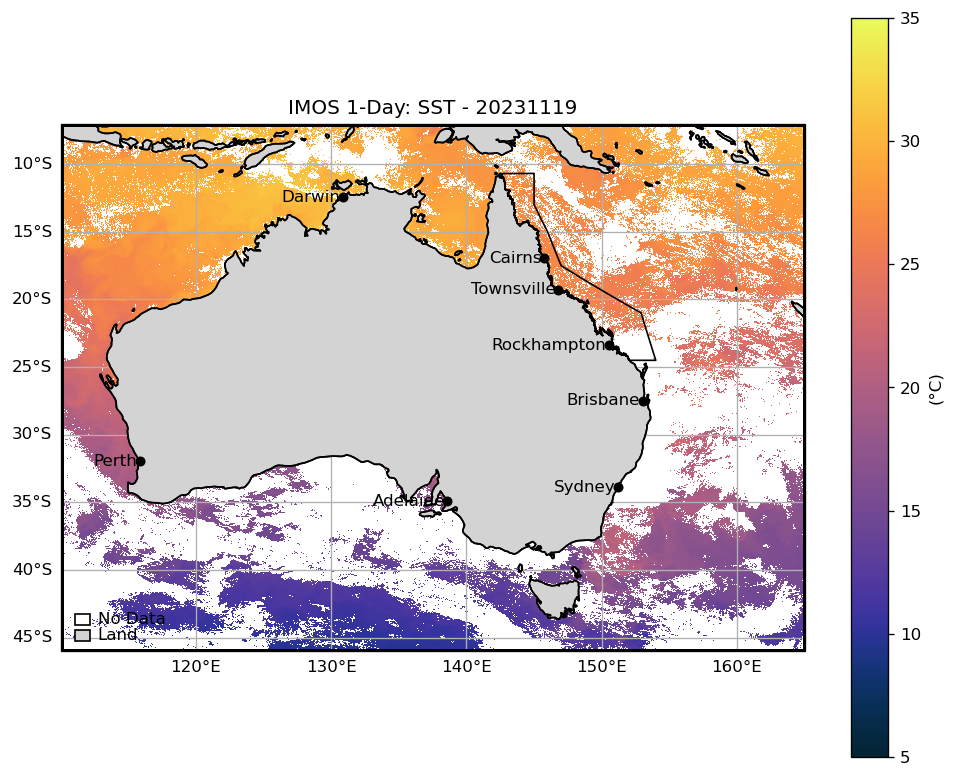 IMOS 1-Day: SST - 20231119
35
30
25
20
15
10
5
(°C)
10°S
15°S
20°S
25°S
30°S
35°S
40°S
45°S
Darwin
Cairns
Townsville
Rockhampton
Brisbane
Perth
Sydney
Adelaide
No Data
Land
120°E 130°E 140°E 150°E 160°E